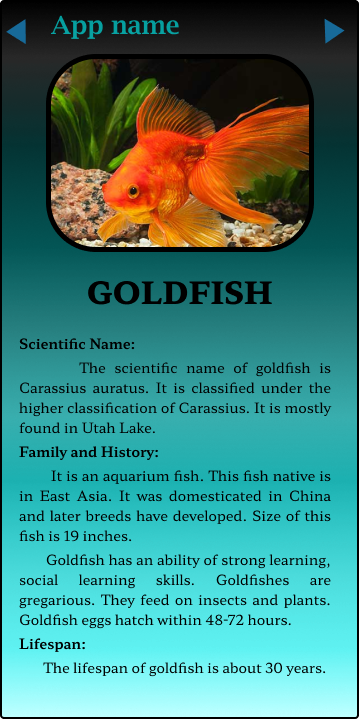 App name
GOLDFISH
Scientific Name:
The scientific name of goldfish is
Carassius auratus. It is classified under the
higher classification of Carassius. It is mostly
found in Utah Lake.
Family and History:
It is an aquarium fish. This fish native is
in East Asia. It was domesticated in China
and later breeds have developed. Size of this
fish is 19 inches.
Goldfish has an ability of strong learning,
social learning skills. Goldfishes are
gregarious. They feed on insects and plants.
Goldfish eggs hatch within 48-72 hours.
Lifespan:
The lifespan of goldfish is about 30 years.